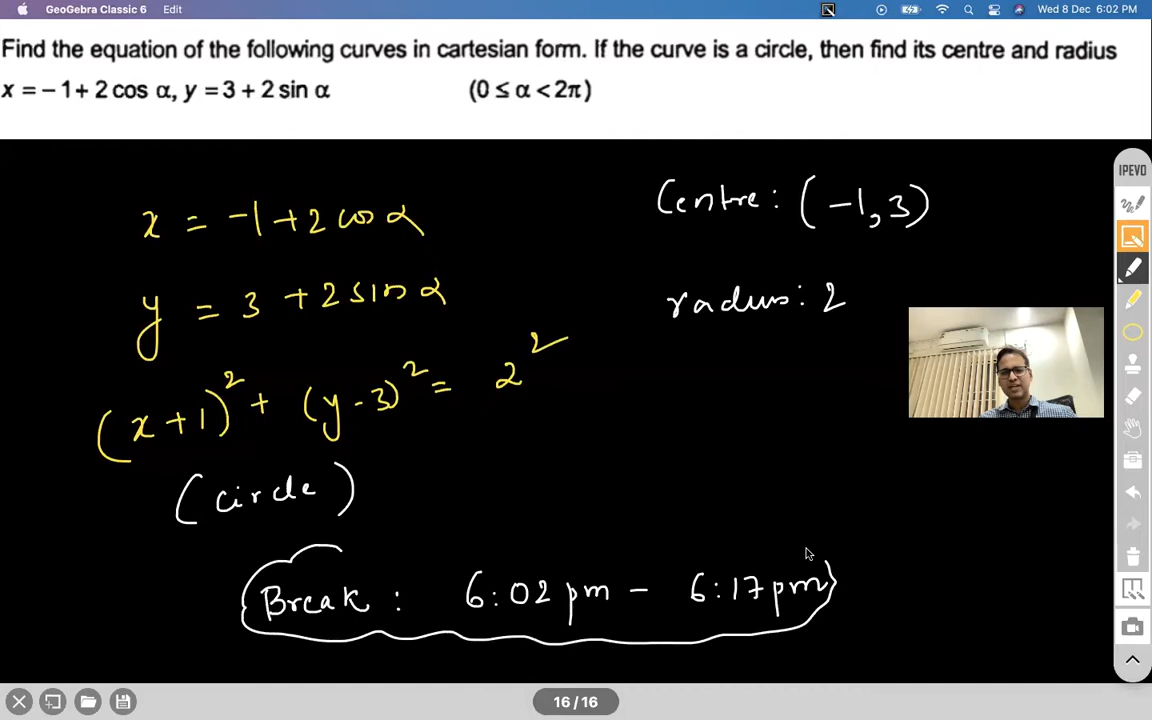 GeoGebra Classic 6 Edit Wed 8 Dec 6:02 PM
Find the equation of the following curves in cartesian form. If the curve is a circle, then find its centre and radius
x = – 1+ 2 cos α, y = 3 + 2 sin α (0 ≤ α < 2π)
IPEVO
x = -1 + 2 cos α
Centre : (-1, 3)
y = 3 + 2 sin α
radius : 2
(x + 1)² + (y - 3)² = 2²
(circle)
Break : 6:02 pm - 6:17 pm
16 / 16